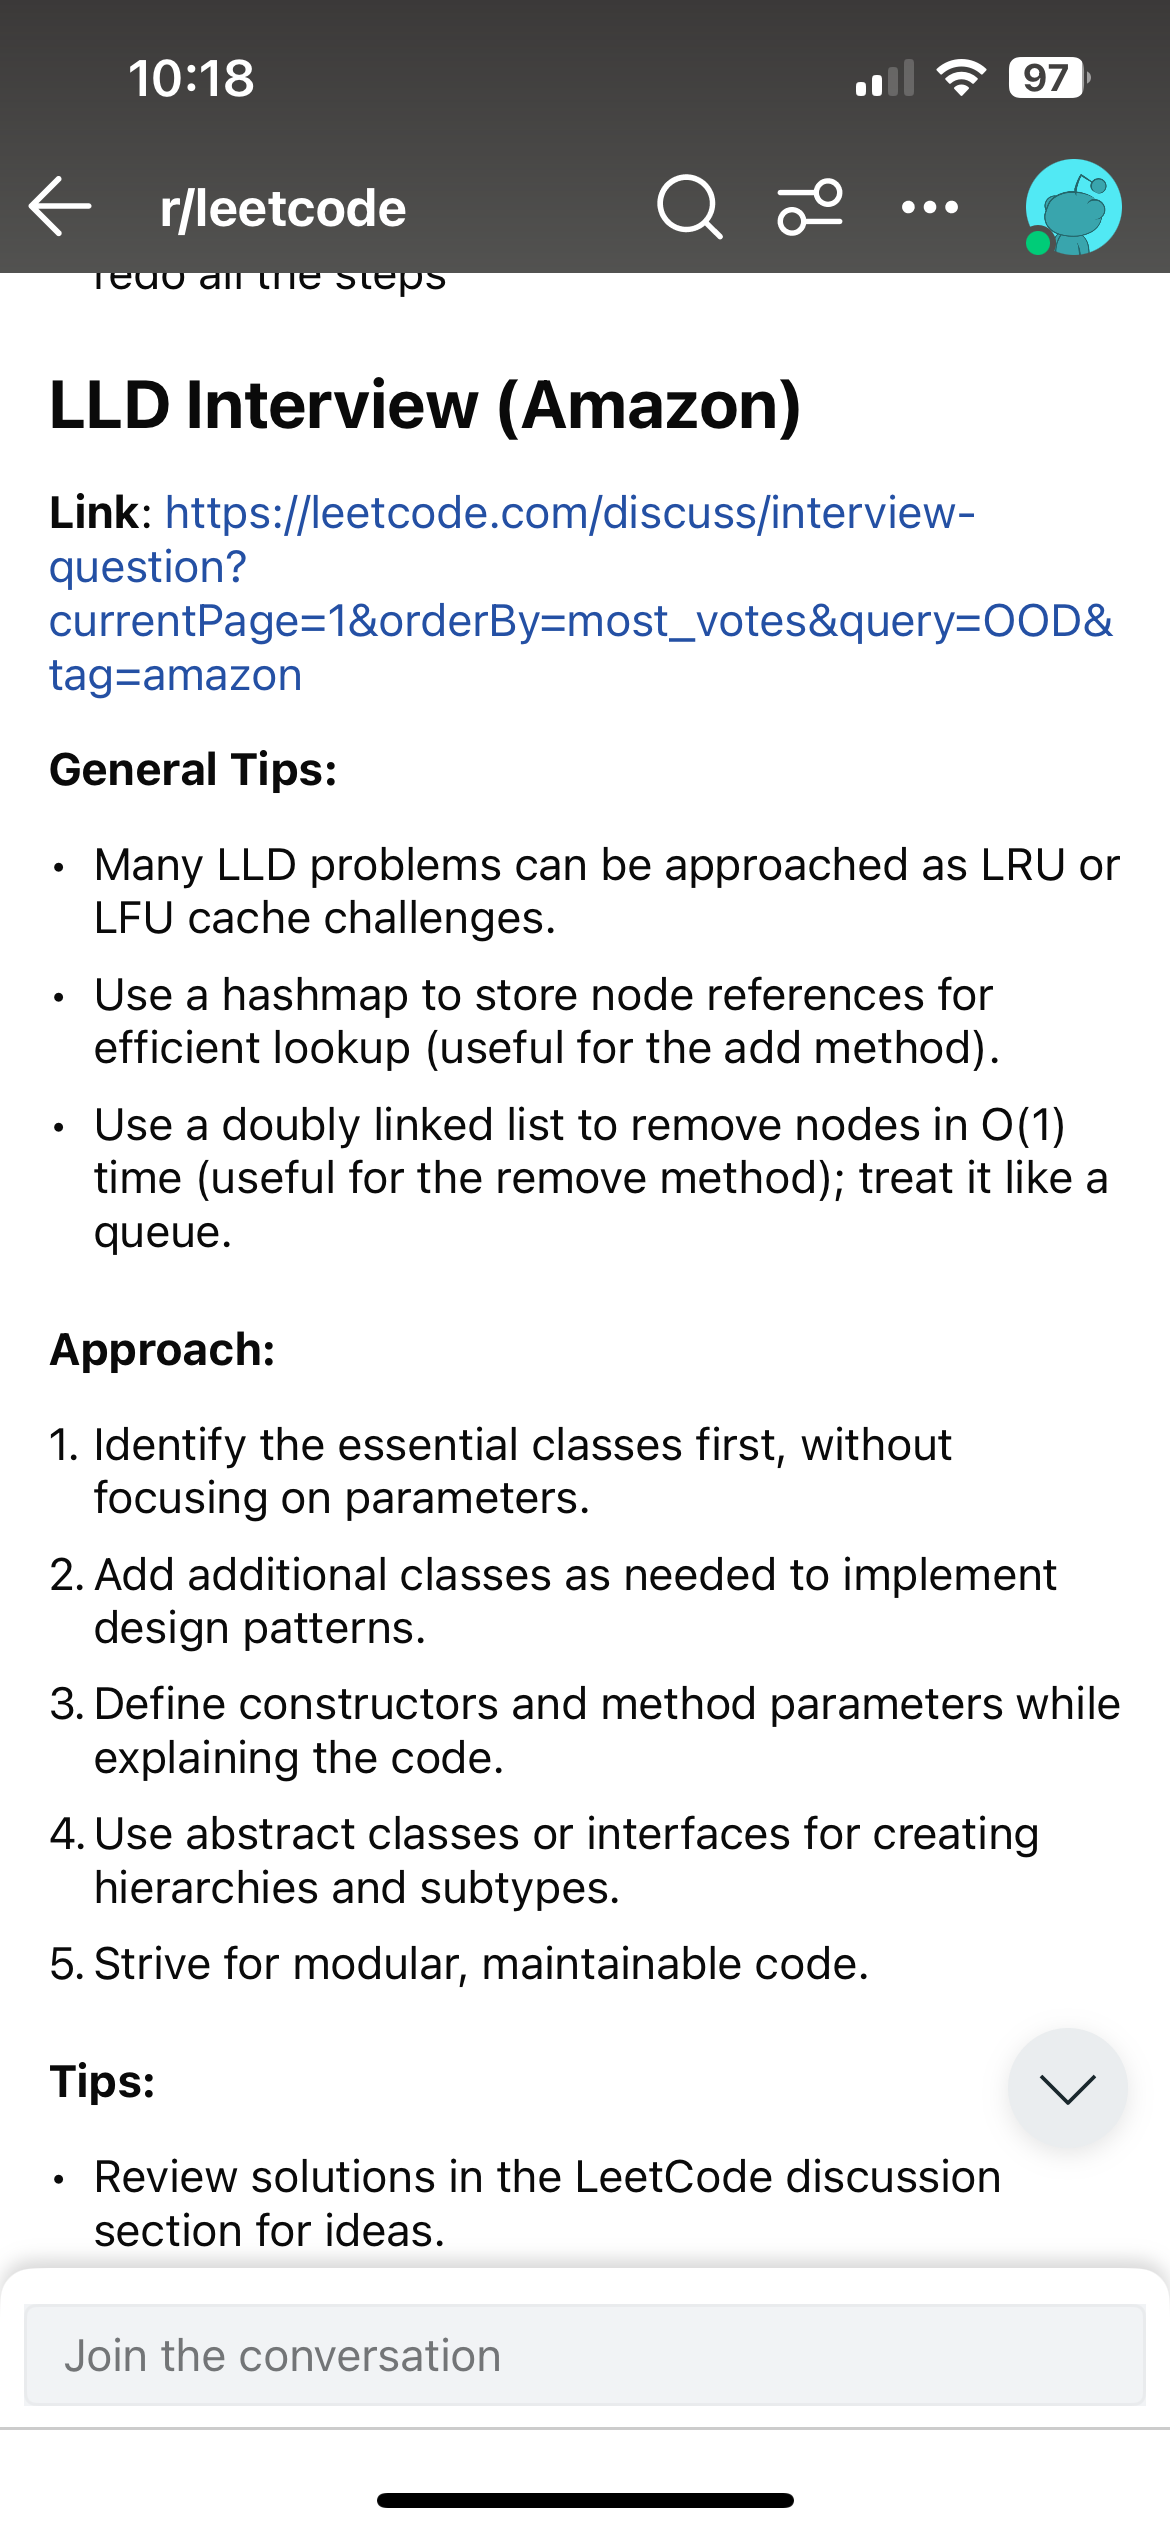 10:18
97
r/leetcode
redo all the steps
LLD Interview (Amazon)
Link: https://leetcode.com/discuss/interview-
question?
currentPage=1&orderBy=most_votes&query=OOD&
tag=amazon
General Tips:
• Many LLD problems can be approached as LRU or
LFU cache challenges.
• Use a hashmap to store node references for
efficient lookup (useful for the add method).
• Use a doubly linked list to remove nodes in O(1)
time (useful for the remove method); treat it like a
queue.
Approach:
1. Identify the essential classes first, without
focusing on parameters.
2. Add additional classes as needed to implement
design patterns.
3. Define constructors and method parameters while
explaining the code.
4. Use abstract classes or interfaces for creating
hierarchies and subtypes.
5. Strive for modular, maintainable code.
Tips:
• Review solutions in the LeetCode discussion
section for ideas.
Join the conversation